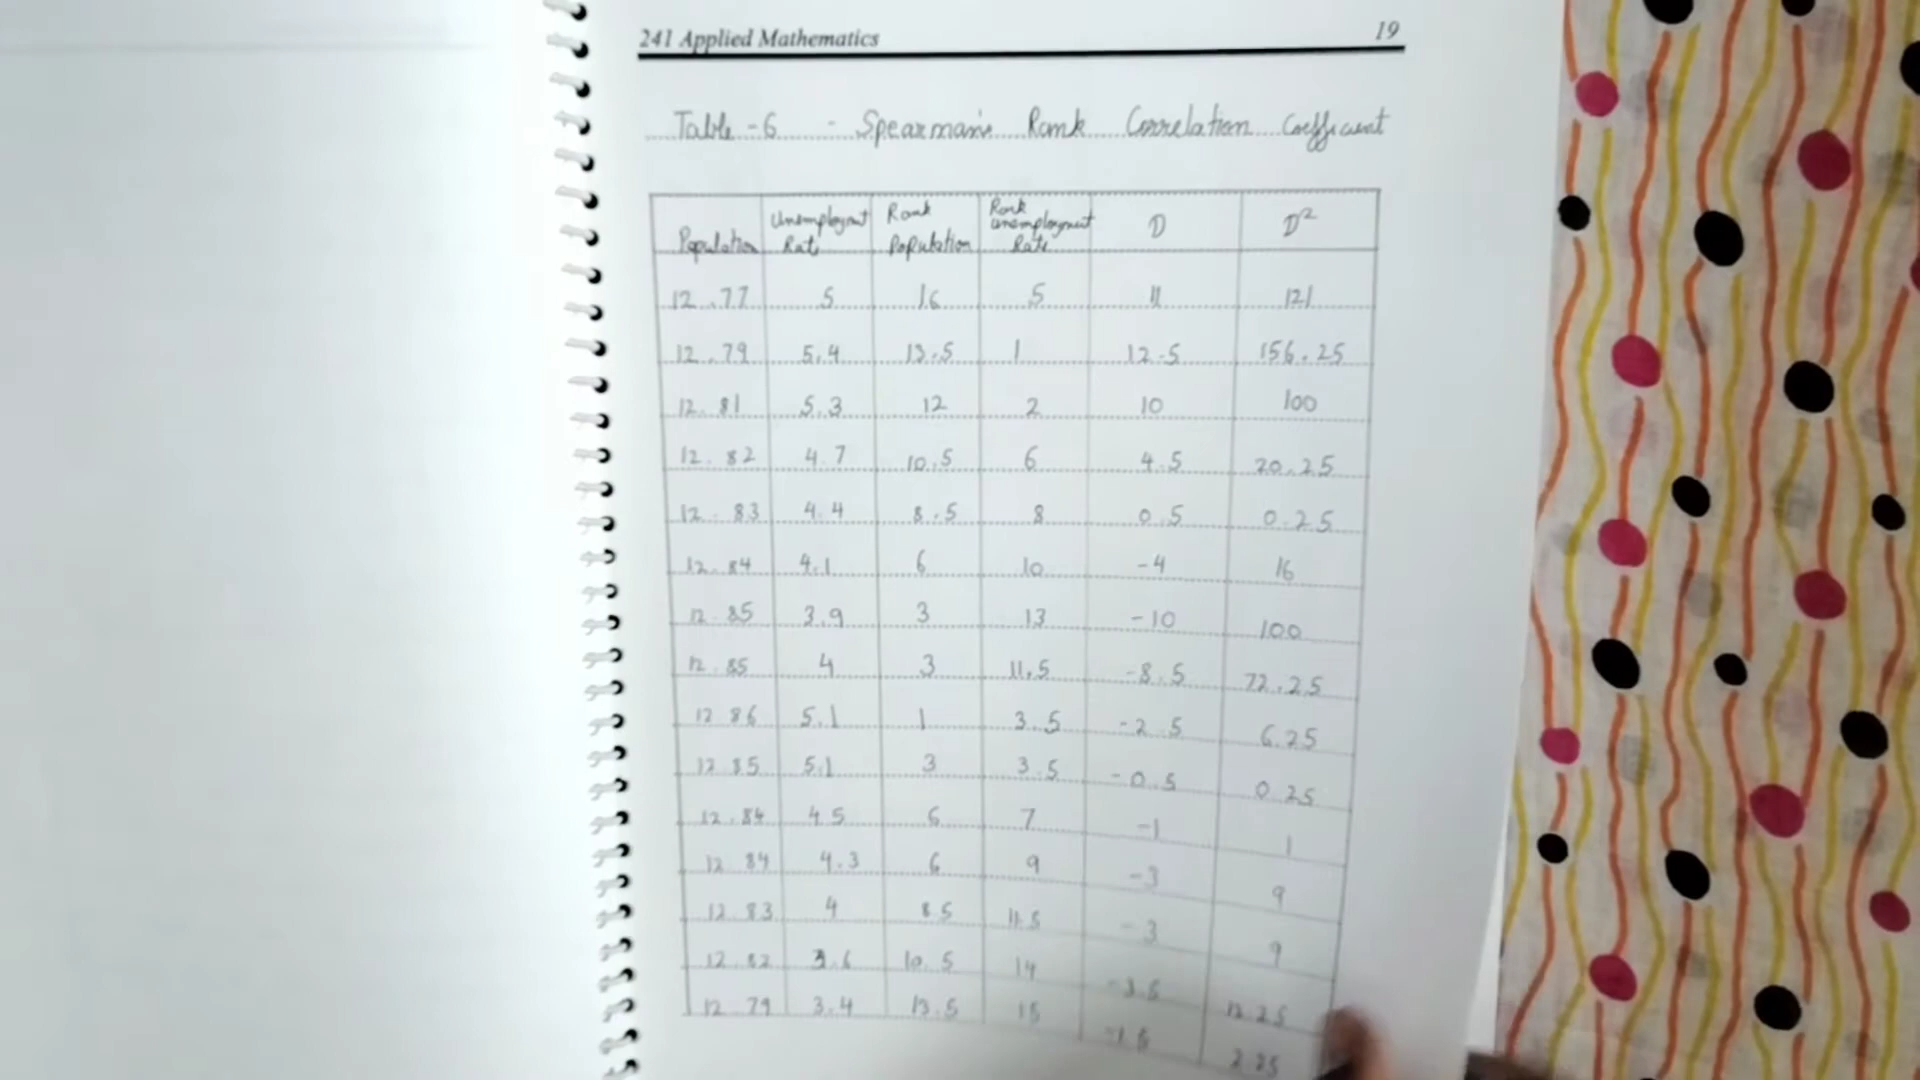 241 Applied Mathematics 19
Table - 6 - Spearman's Rank Correlation Coefficient
Population Unemployment Rate Rank Population Rank unemployment Rate D D²
12.77 5 16 5 11 121
12.79 5.4 13.5 1 12.5 156.25
12.81 5.3 12 2 10 100
12.82 4.7 10.5 6 4.5 20.25
12.83 4.4 8.5 8 0.5 0.25
12.84 4.1 6 10 -4 16
12.85 3.9 3 13 -10 100
12.85 4 3 11.5 -8.5 72.25
12.86 5.1 1 3.5 -2.5 6.25
12.85 5.1 3 3.5 -0.5 0.25
12.84 4.5 6 7 -1 1
12.84 4.3 6 9 -3 9
12.83 4 8.5 11.5 -3 9
12.82 3.6 10.5 14 -3.5 12.25
12.79 3.4 13.5 15 -1.5 2.25